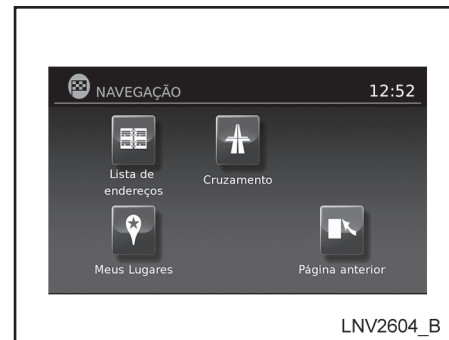 NAVEGAÇÃO 12:52
Lista de
endereços
Cruzamento
Meus Lugares
Página anterior
LNV2604_B